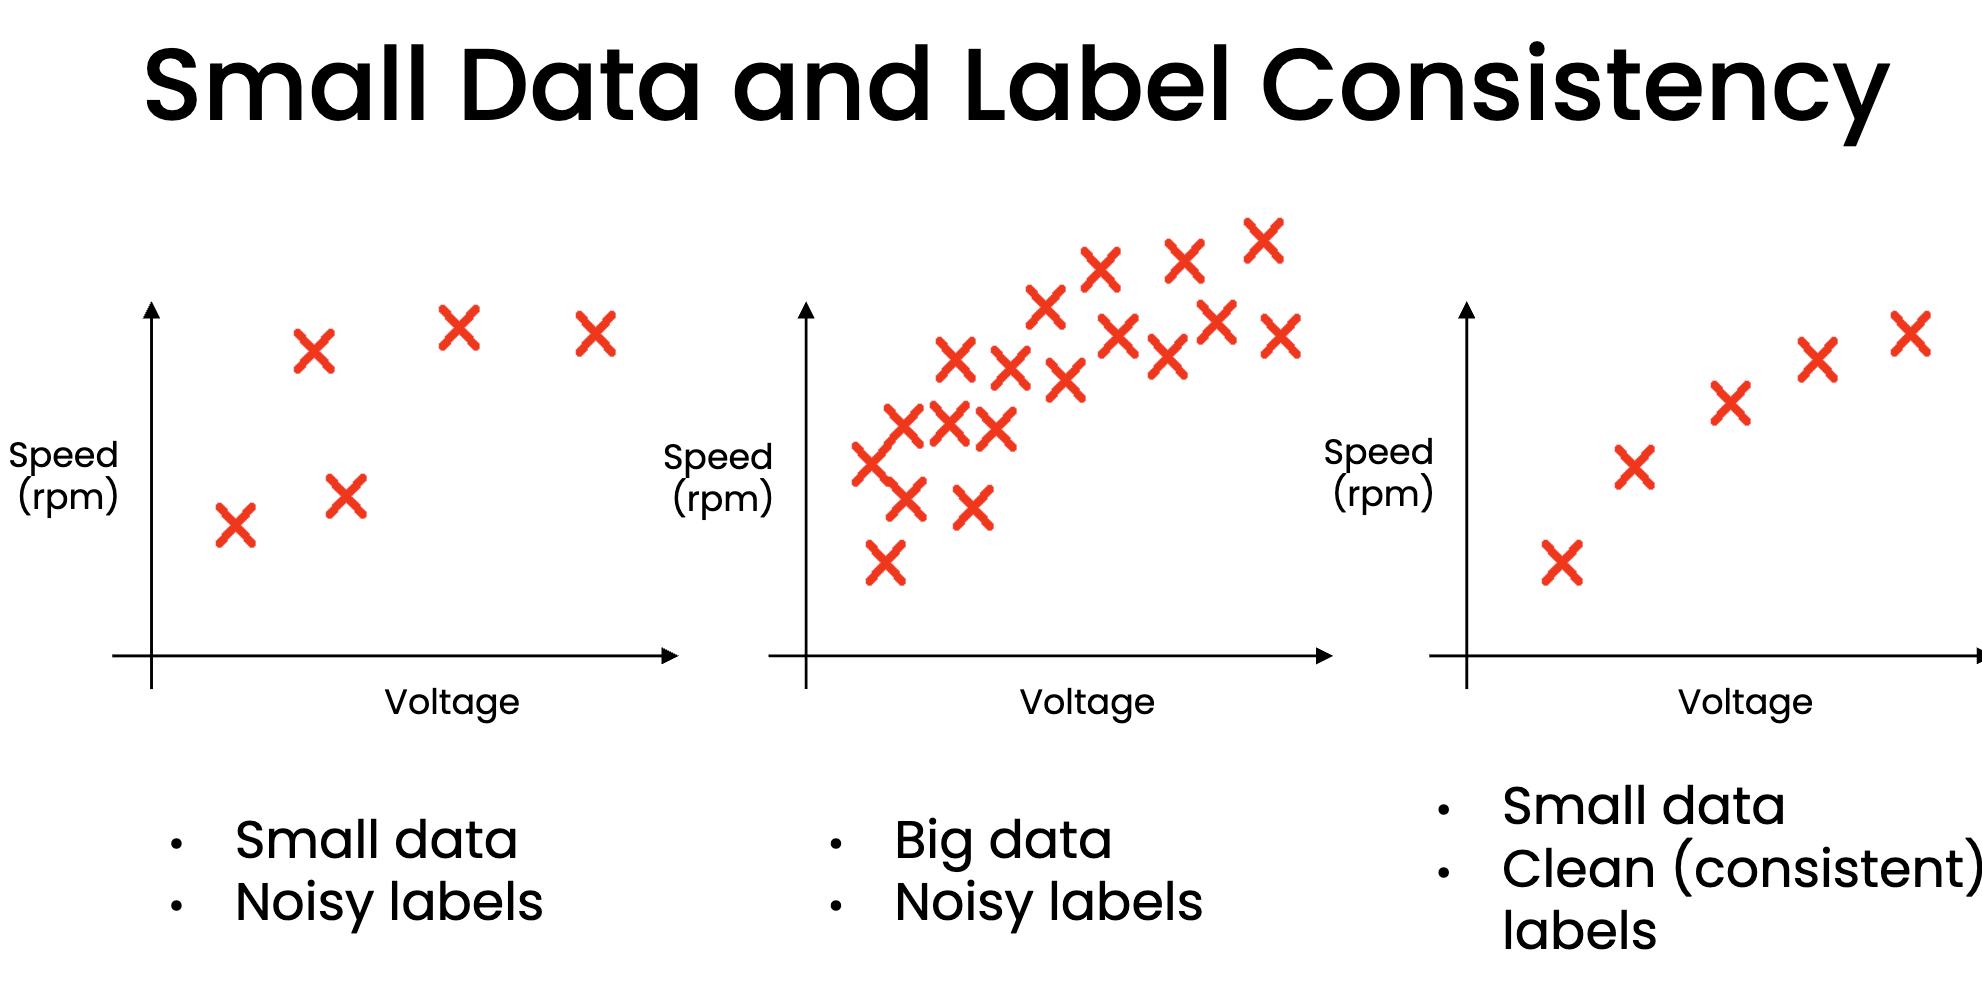 Small Data and Label Consistency
Speed
(rpm)
Voltage
• Small data
• Noisy labels
Speed
(rpm)
Voltage
• Big data
• Noisy labels
Speed
(rpm)
Voltage
• Small data
• Clean (consistent)
labels